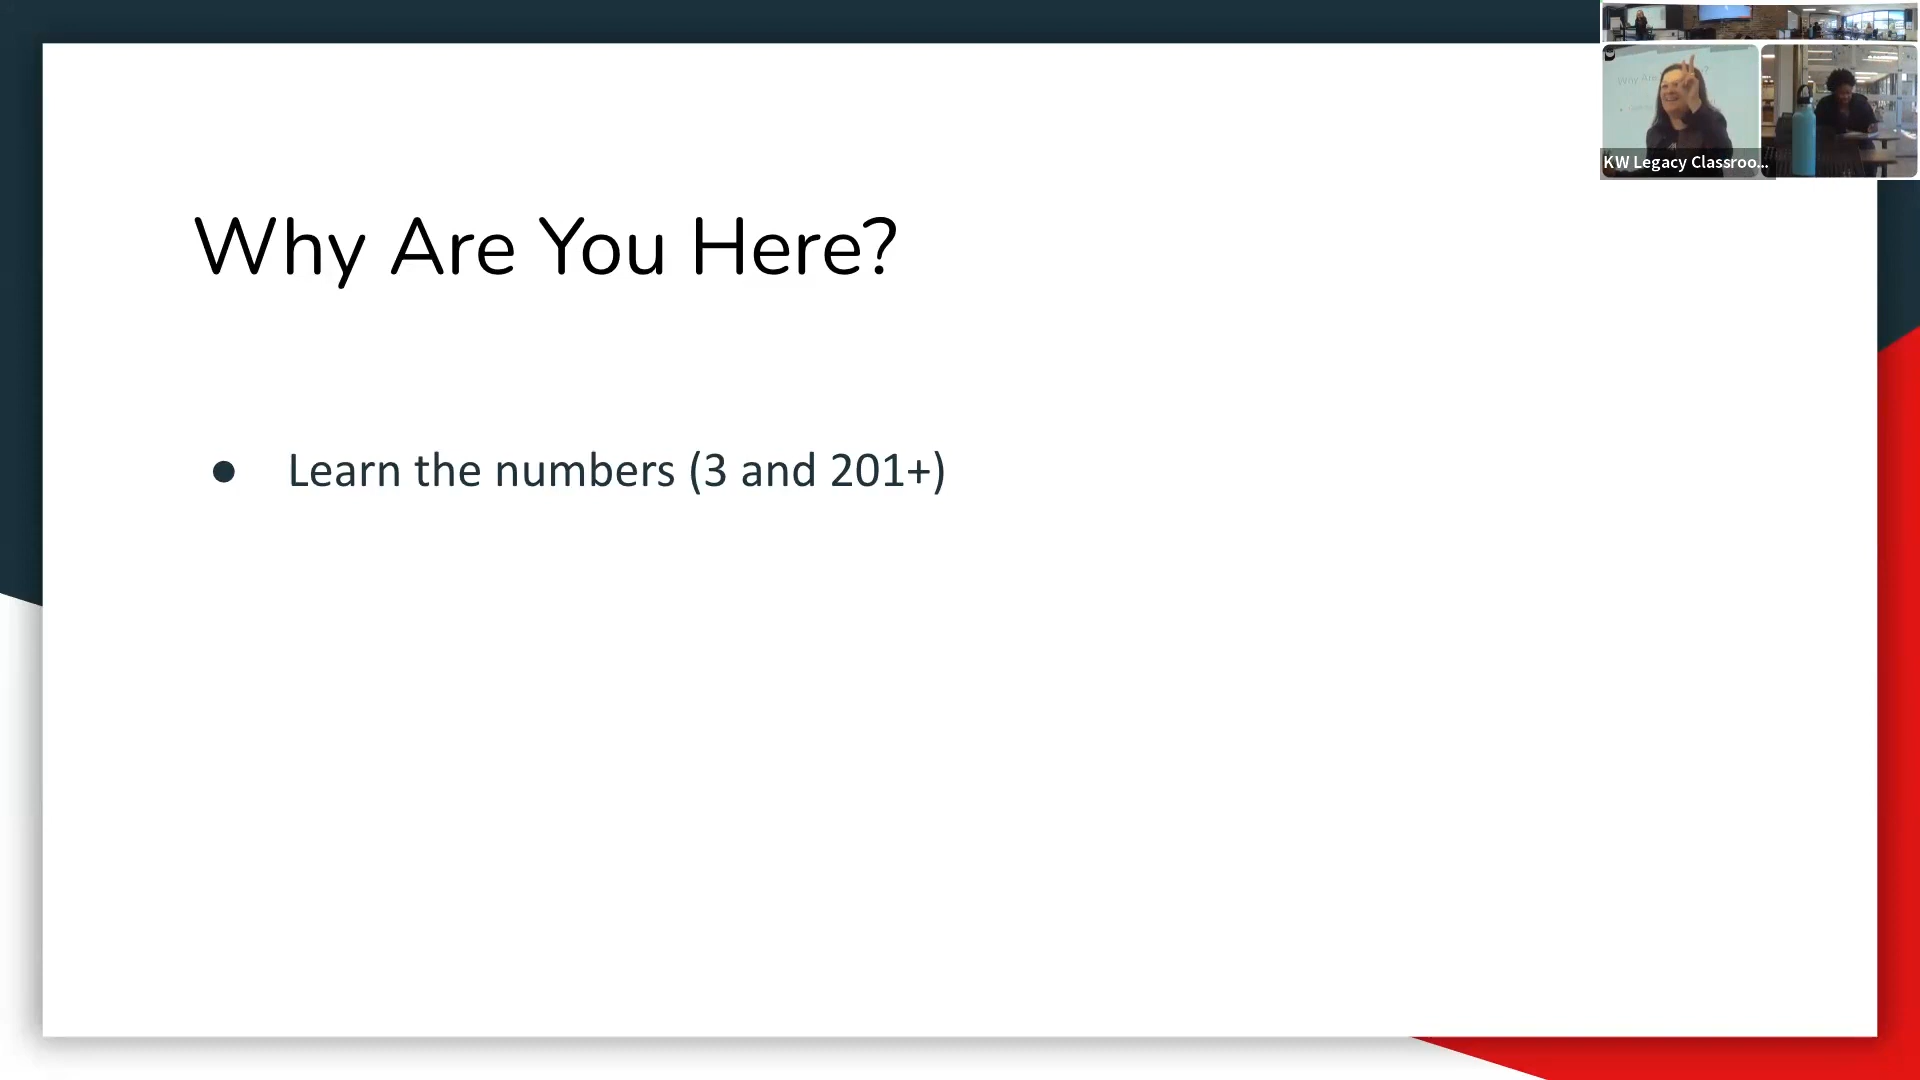 Why Are You Here?
● Learn the numbers (3 and 201+)
KW Legacy Classroo...